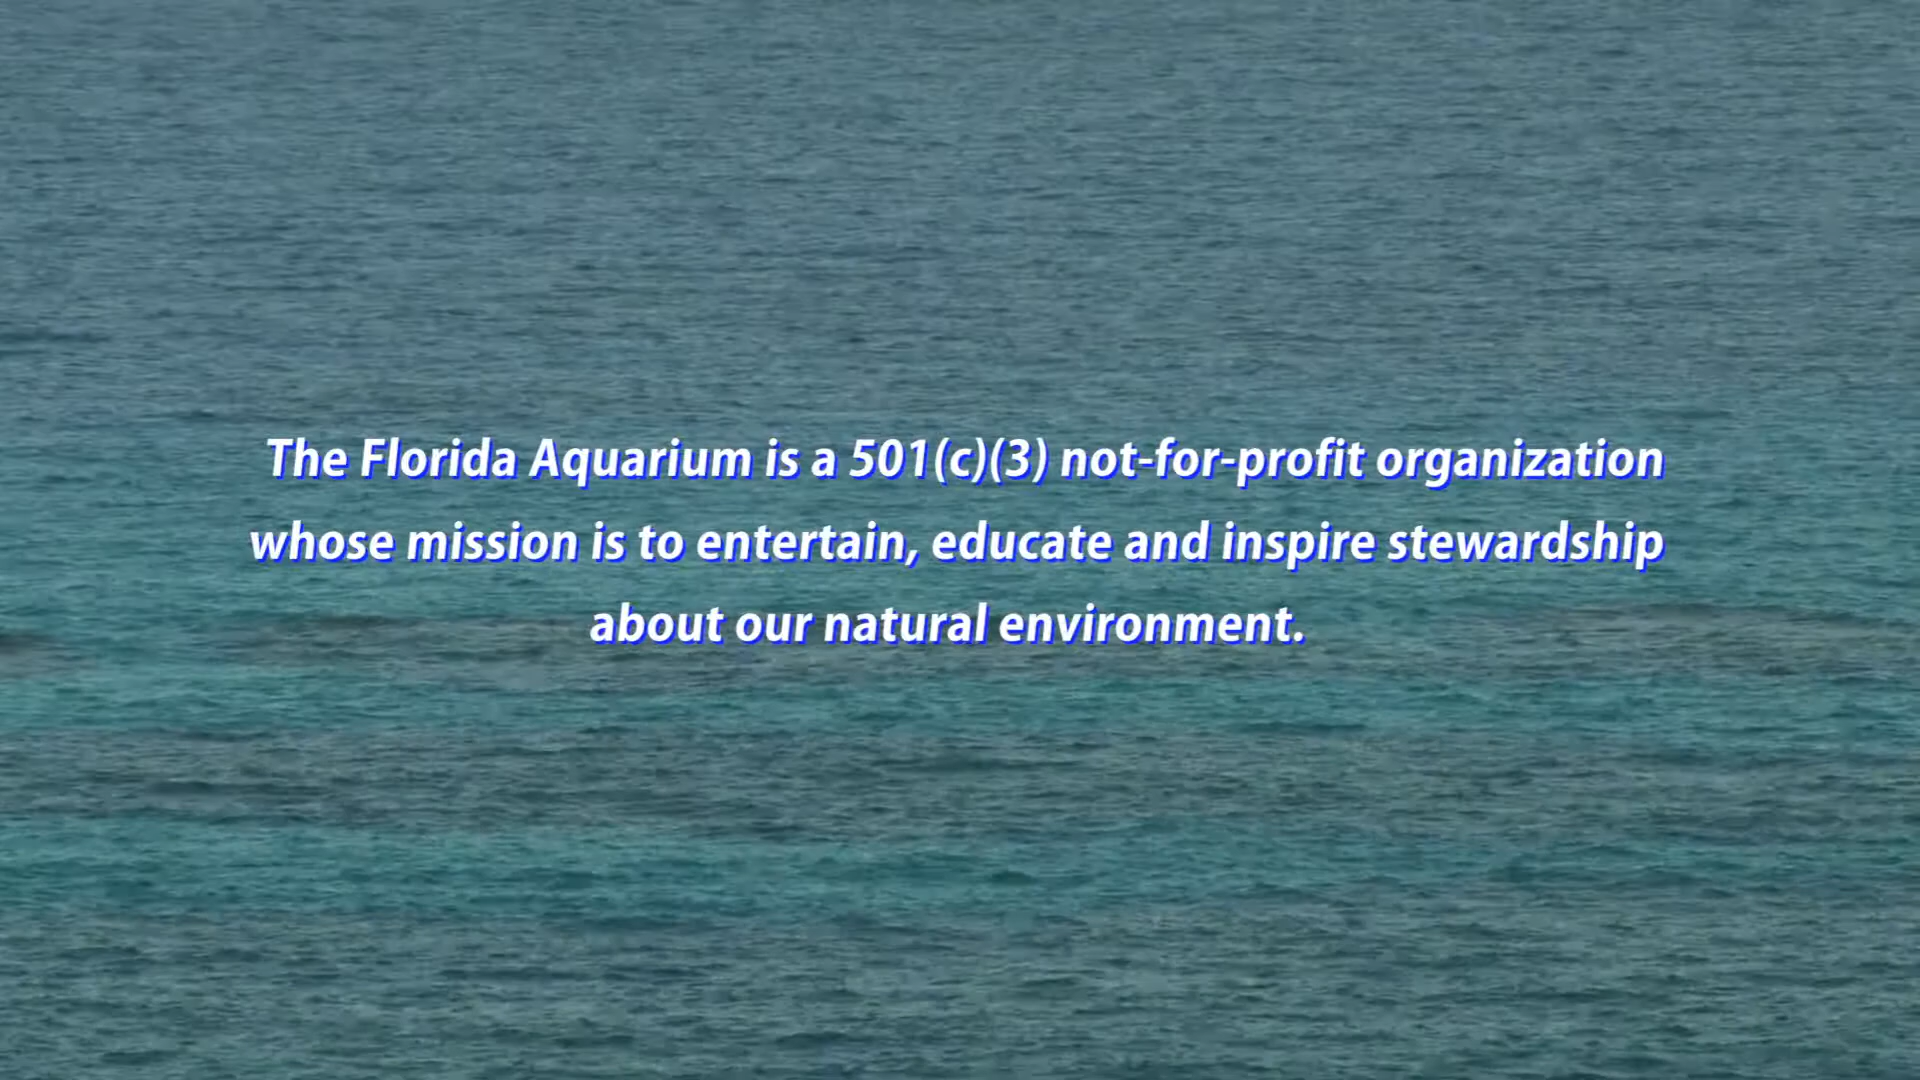 The Florida Aquarium is a 501(c)(3) not-for-profit organization
whose mission is to entertain, educate and inspire stewardship
about our natural environment.